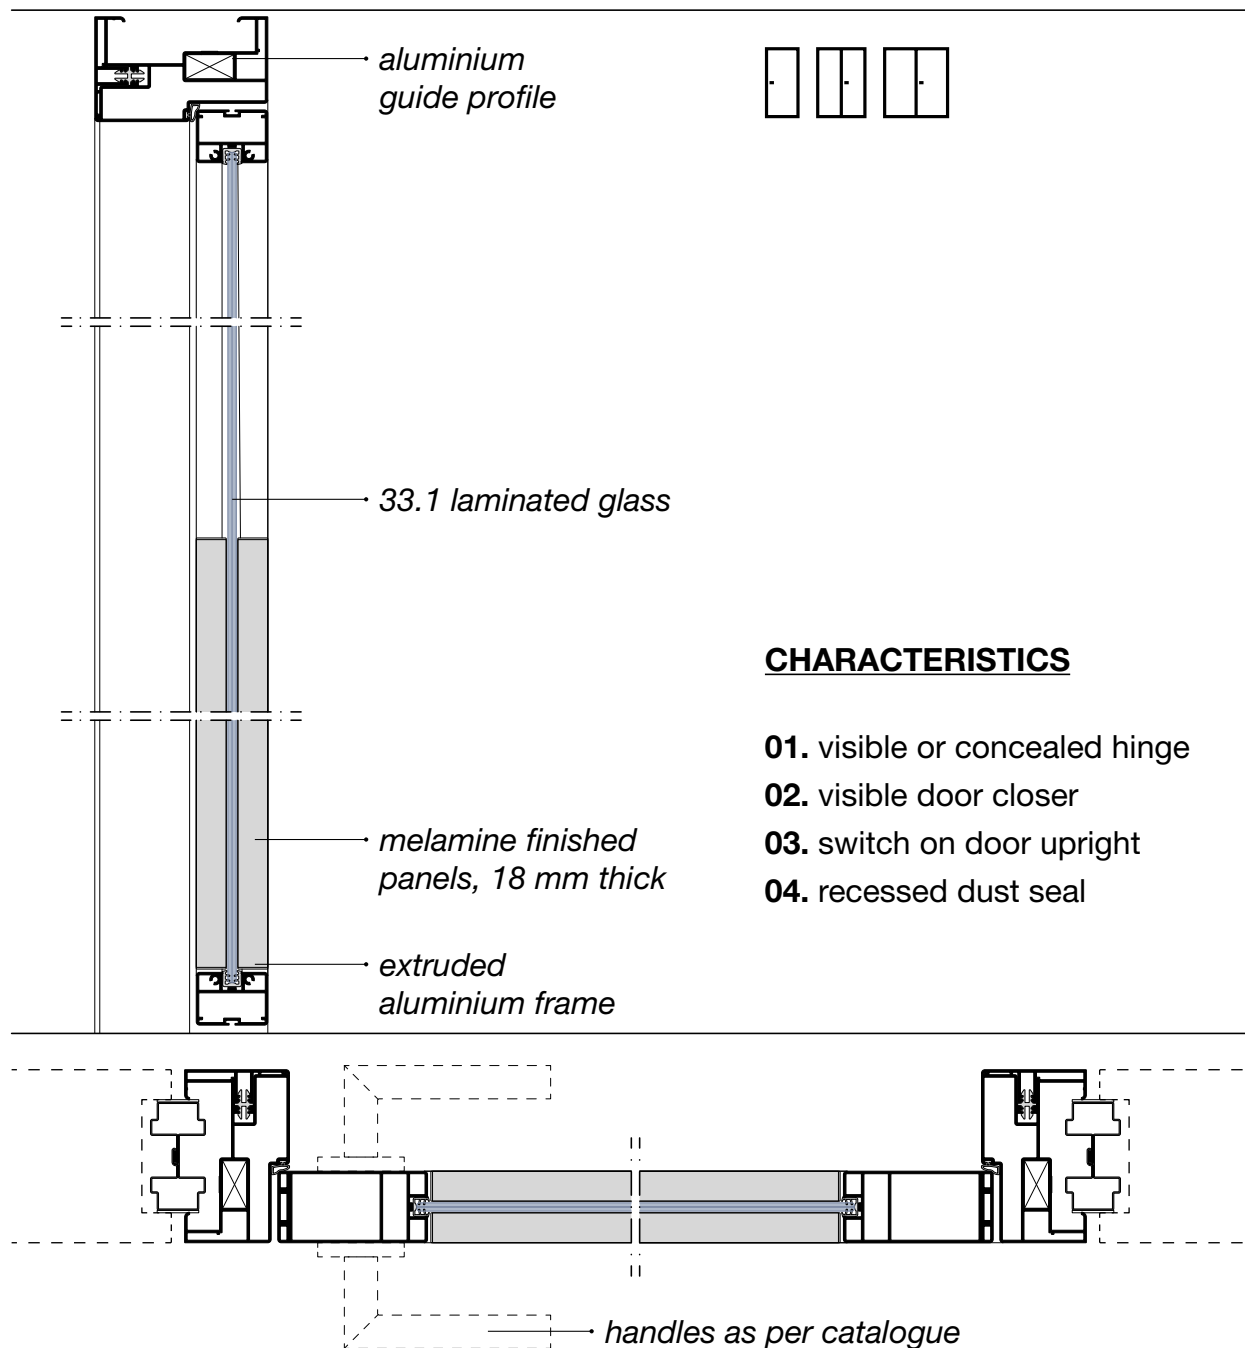 aluminium
guide profile
33.1 laminated glass
CHARACTERISTICS
01. visible or concealed hinge
02. visible door closer
03. switch on door upright
04. recessed dust seal
melamine finished
panels, 18 mm thick
extruded
aluminium frame
handles as per catalogue